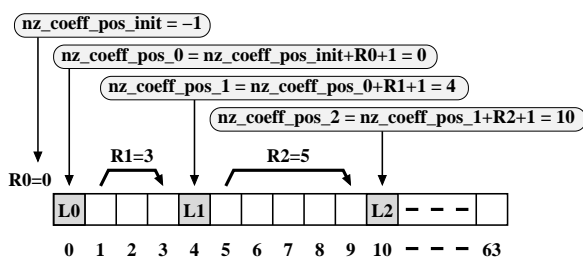 nz_coeff_pos_init = −1
nz_coeff_pos_0 = nz_coeff_pos_init+R0+1 = 0
nz_coeff_pos_1 = nz_coeff_pos_0+R1+1 = 4
nz_coeff_pos_2 = nz_coeff_pos_1+R2+1 = 10
R1=3 R2=5
R0=0
L0 L1 L2
0 1 2 3 4 5 6 7 8 9 10 63